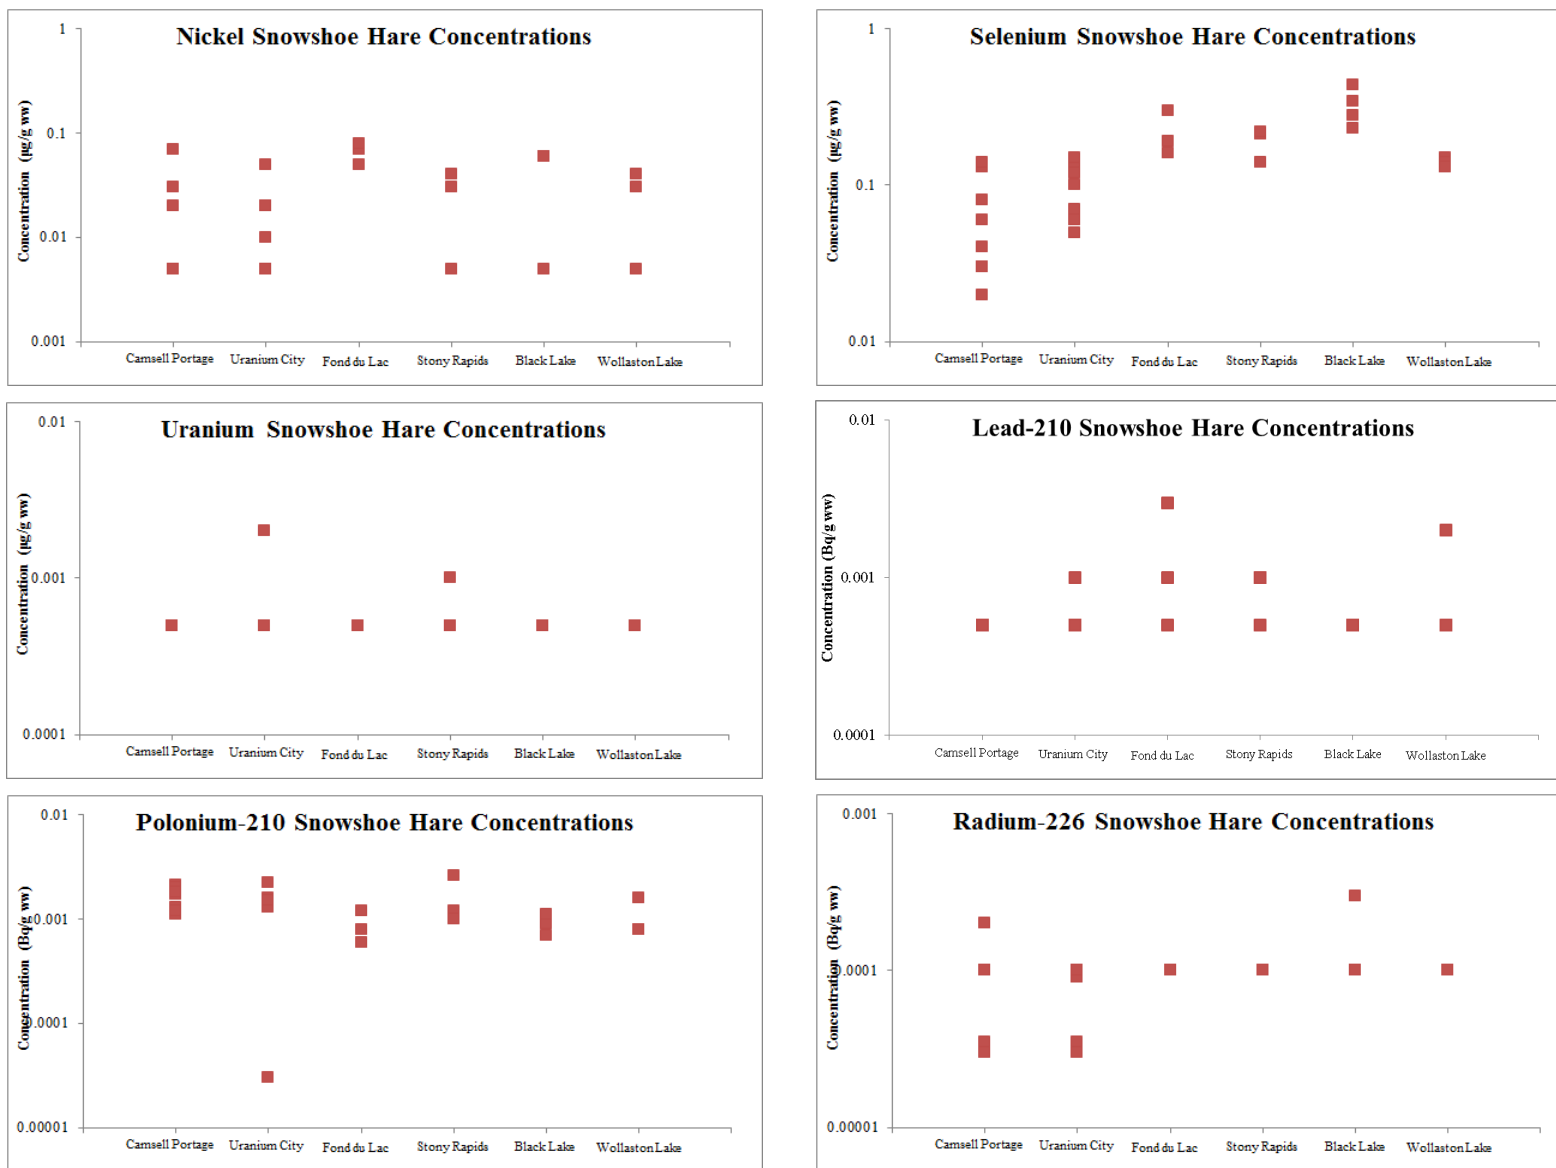 Nickel Snowshoe Hare Concentrations
Concentration (µg/g ww)
1
0.1
0.01
0.001
Camsell Portage Uranium City Fond du Lac Stony Rapids Black Lake Wollaston Lake
Selenium Snowshoe Hare Concentrations
Concentration (µg/g ww)
1
0.1
0.01
Camsell Portage Uranium City Fond du Lac Stony Rapids Black Lake Wollaston Lake
Uranium Snowshoe Hare Concentrations
Concentration (µg/g ww)
0.01
0.001
0.0001
Camsell Portage Uranium City Fond du Lac Stony Rapids Black Lake Wollaston Lake
Lead-210 Snowshoe Hare Concentrations
Concentration (Bq/g ww)
0.01
0.001
0.0001
Camsell Portage Uranium City Fond du Lac Stony Rapids Black Lake Wollaston Lake
Polonium-210 Snowshoe Hare Concentrations
Concentration (Bq/g ww)
0.01
0.001
0.0001
0.00001
Camsell Portage Uranium City Fond du Lac Stony Rapids Black Lake Wollaston Lake
Radium-226 Snowshoe Hare Concentrations
Concentration (Bq/g ww)
0.001
0.0001
0.00001
Camsell Portage Uranium City Fond du Lac Stony Rapids Black Lake Wollaston Lake